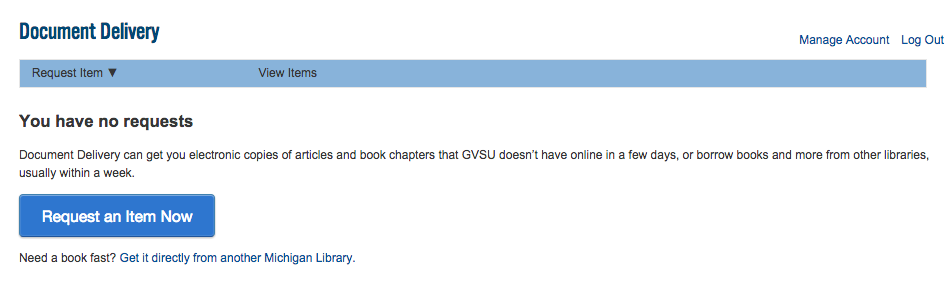 Document Delivery
Manage Account Log Out
Request Item ▼ View Items
You have no requests
Document Delivery can get you electronic copies of articles and book chapters that GVSU doesn't have online in a few days, or borrow books and more from other libraries,
usually within a week.
Request an Item Now
Need a book fast? Get it directly from another Michigan Library.